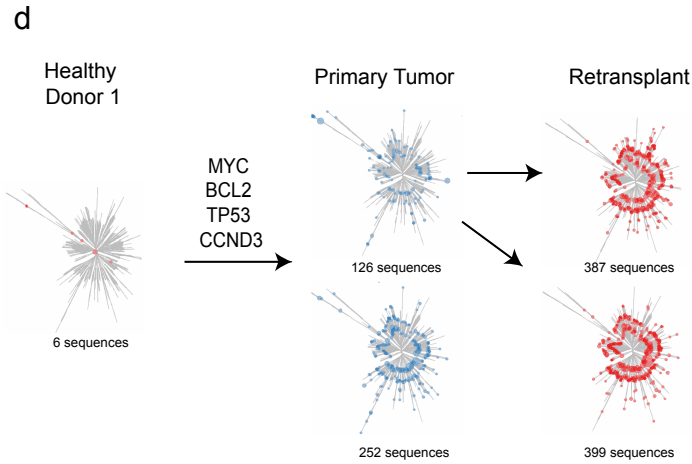 d
Healthy
Donor 1
Primary Tumor
Retransplant
MYC
BCL2
TP53
CCND3
6 sequences
126 sequences
387 sequences
252 sequences
399 sequences